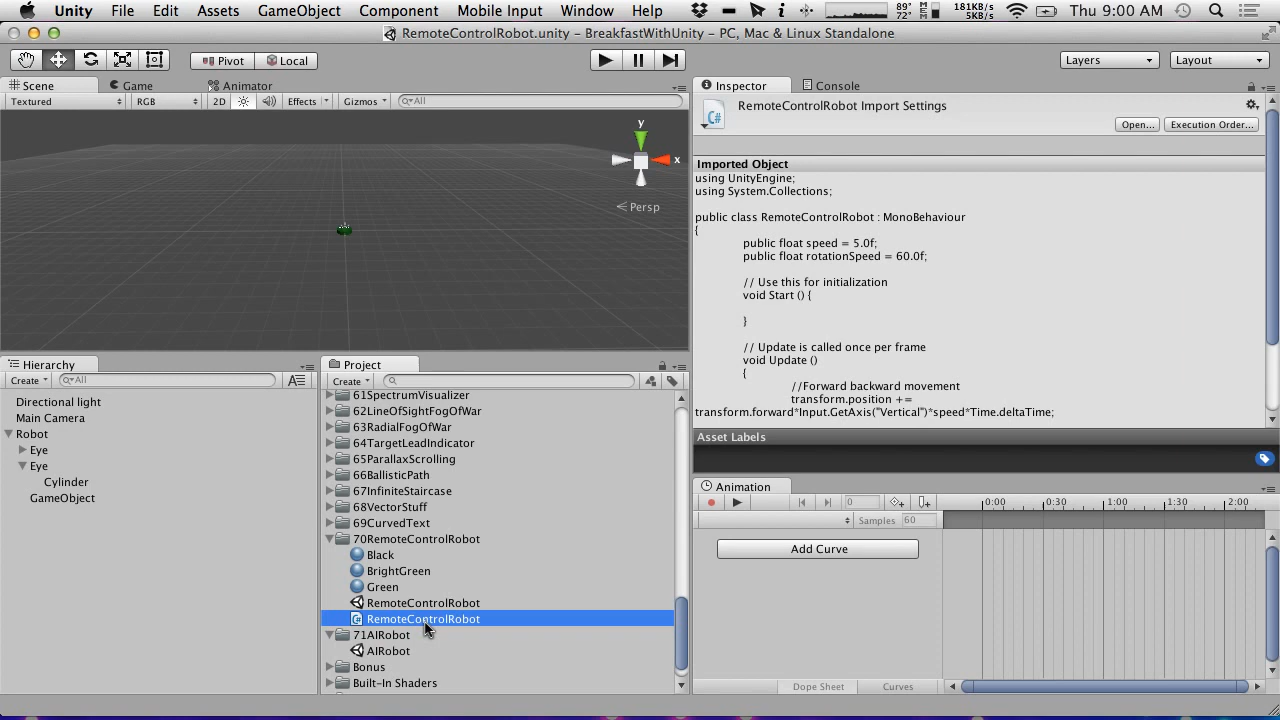 Unity File Edit Assets GameObject Component Mobile Input Window Help 89° 72° M E 181KB/s 5KB/s Thu 9:00 AM
RemoteControlRobot.unity – BreakfastWithUnity – PC, Mac & Linux Standalone
Pivot Local Layers Layout
Scene Game Animator
Textured RGB 2D Effects Gizmos All
y
x
Persp
Inspector Console
RemoteControlRobot Import Settings
C#
Open... Execution Order...
Imported Object
using UnityEngine;
using System.Collections;
public class RemoteControlRobot : MonoBehaviour
{
public float speed = 5.0f;
public float rotationSpeed = 60.0f;
// Use this for initialization
void Start () {
}
// Update is called once per frame
void Update ()
{
//Forward backward movement
transform.position +=
transform.forward*Input.GetAxis("Vertical")*speed*Time.deltaTime;
Asset Labels
Hierarchy
Create All
Directional light
Main Camera
Robot
Eye
Eye
Cylinder
GameObject
Project
Create
61SpectrumVisualizer
62LineOfSightFogOfWar
63RadialFogOfWar
64TargetLeadIndicator
65ParallaxScrolling
66BallisticPath
67InfiniteStaircase
68VectorStuff
69CurvedText
70RemoteControlRobot
Black
BrightGreen
Green
RemoteControlRobot
RemoteControlRobot
71AIRobot
AIRobot
Bonus
Built-In Shaders
Animation
0 0:00 0:30 1:00 1:30 2:00
Samples 60
Add Curve
Dope Sheet Curves